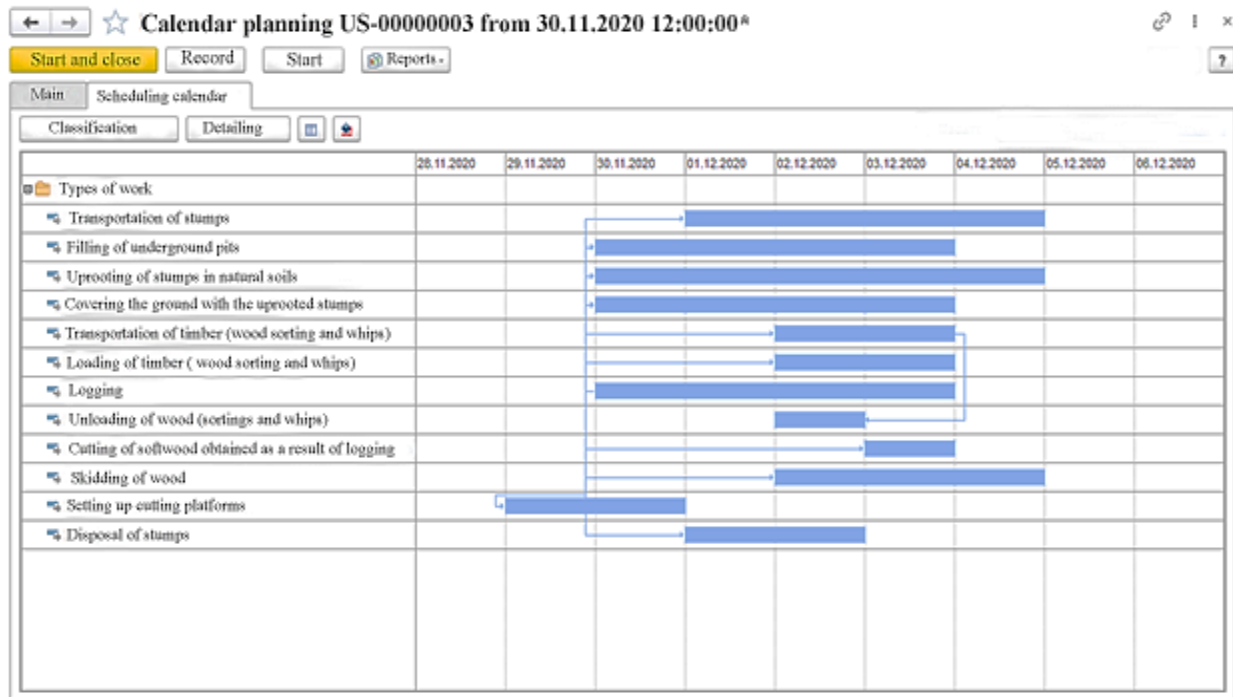 Calendar planning US-00000003 from 30.11.2020 12:00:00*
Start and close Record Start Reports
?
Main Scheduling calendar
Classification Detailing
28.11.2020 29.11.2020 30.11.2020 01.12.2020 02.12.2020 03.12.2020 04.12.2020 05.12.2020 06.12.2020
Types of work
Transportation of stumps
Filling of underground pits
Uprooting of stumps in natural soils
Covering the ground with the uprooted stumps
Transportation of timber (wood sorting and whips)
Loading of timber ( wood sorting and whips)
Logging
Unloading of wood (sortings and whips)
Cutting of softwood obtained as a result of logging
Skidding of wood
Setting up cutting platforms
Disposal of stumps